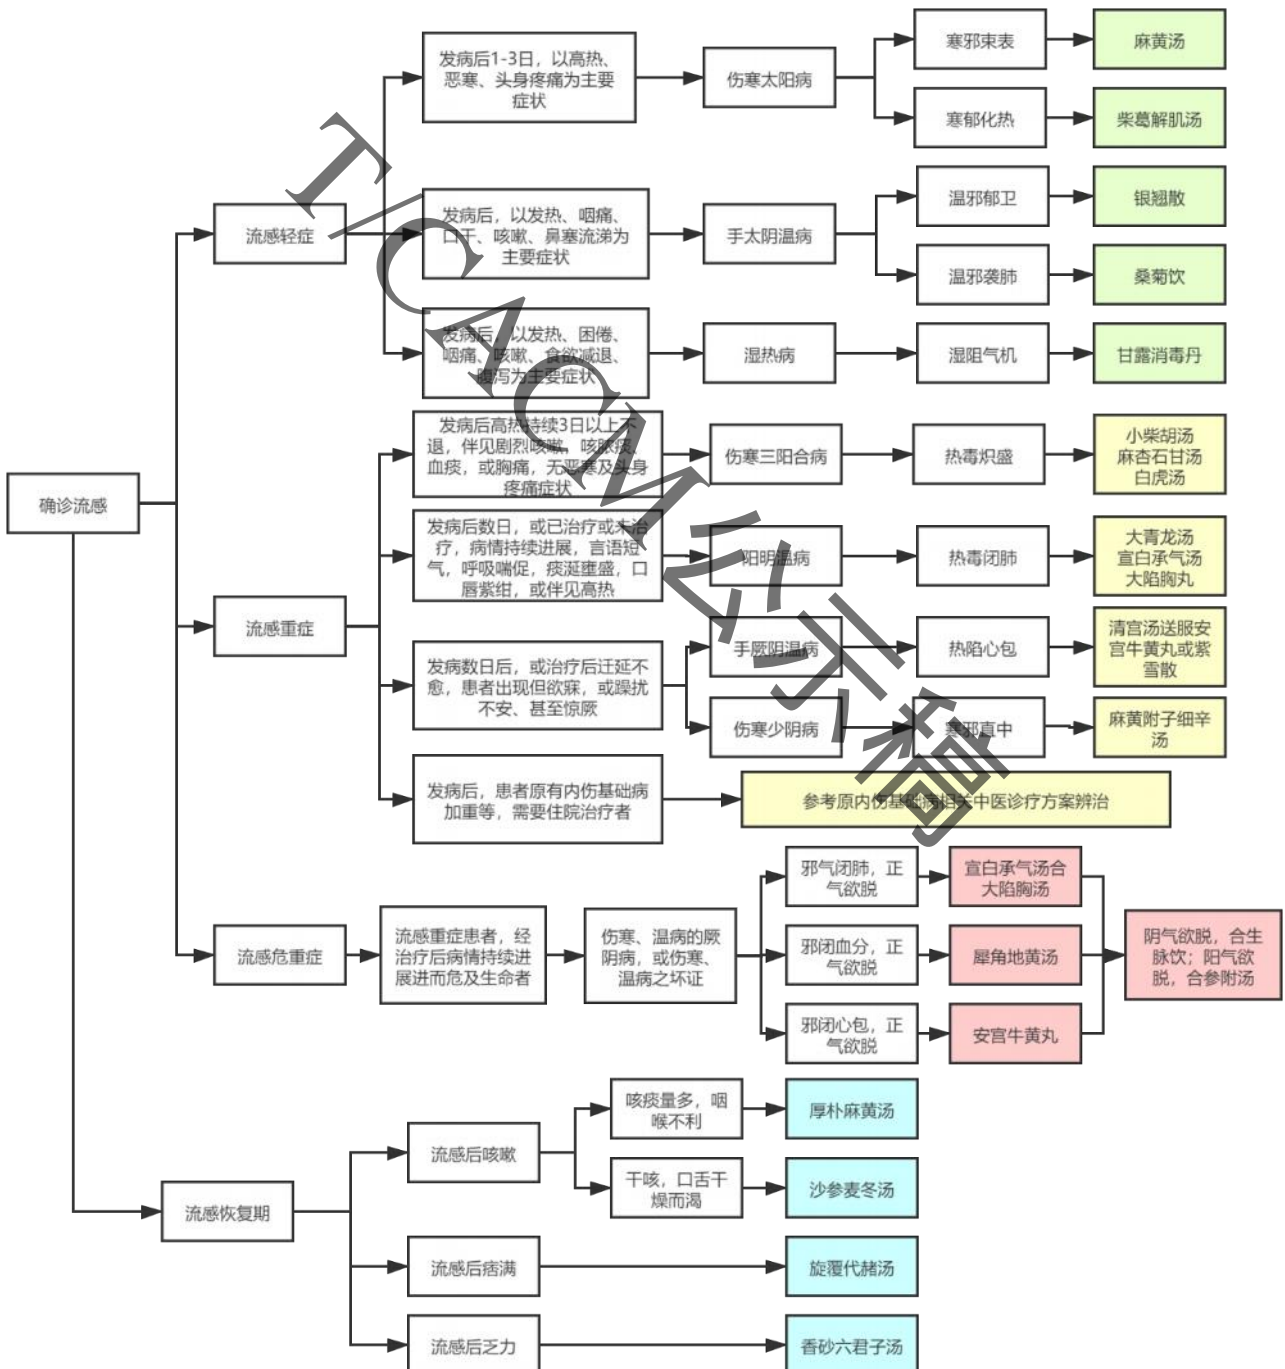 确诊流感
流感轻症
发病后1-3日，以高热、
恶寒、头身疼痛为主要
症状
伤寒太阳病
寒邪束表
麻黄汤
寒郁化热
柴葛解肌汤
发病后，以发热、咽痛、
口干、咳嗽、鼻塞流涕为
主要症状
手太阴温病
温邪郁卫
银翘散
温邪袭肺
桑菊饮
发病后，以发热、困倦、
咽痛、咳嗽、食欲减退、
腹泻为主要症状
湿热病
湿阻气机
甘露消毒丹
流感重症
发病后高热持续3日以上不
退，伴见剧烈咳嗽，咳脓痰、
血痰，或胸痛，无恶寒及头身
疼痛症状
伤寒三阳合病
热毒炽盛
小柴胡汤
麻杏石甘汤
白虎汤
发病后数日，或已治疗或未治
疗，病情持续进展，言语短
气，呼吸喘促，痰涎壅盛，口
唇紫绀，或伴见高热
阳明温病
热毒闭肺
大青龙汤
宣白承气汤
大陷胸丸
发病数日后，或治疗后迁延不
愈，患者出现但欲寐，或躁扰
不安、甚至惊厥
手厥阴温病
热陷心包
清宫汤送服安
宫牛黄丸或紫
雪散
伤寒少阴病
寒邪直中
麻黄附子细辛
汤
发病后，患者原有内伤基础病
加重等，需要住院治疗者
参考原内伤基础病相关中医诊疗方案辨治
流感危重症
流感重症患者，经
治疗后病情持续进
展进而危及生命者
伤寒、温病的厥
阴病，或伤寒、
温病之坏证
邪气闭肺，正
气欲脱
宣白承气汤合
大陷胸汤
邪闭血分，正
气欲脱
犀角地黄汤
邪闭心包，正
气欲脱
安宫牛黄丸
阴气欲脱，合生
脉饮；阳气欲
脱，合参附汤
流感恢复期
流感后咳嗽
咳痰量多，咽
喉不利
厚朴麻黄汤
干咳，口舌干
燥而渴
沙参麦冬汤
流感后痞满
旋覆代赭汤
流感后乏力
香砂六君子汤
T/CACM公示稿